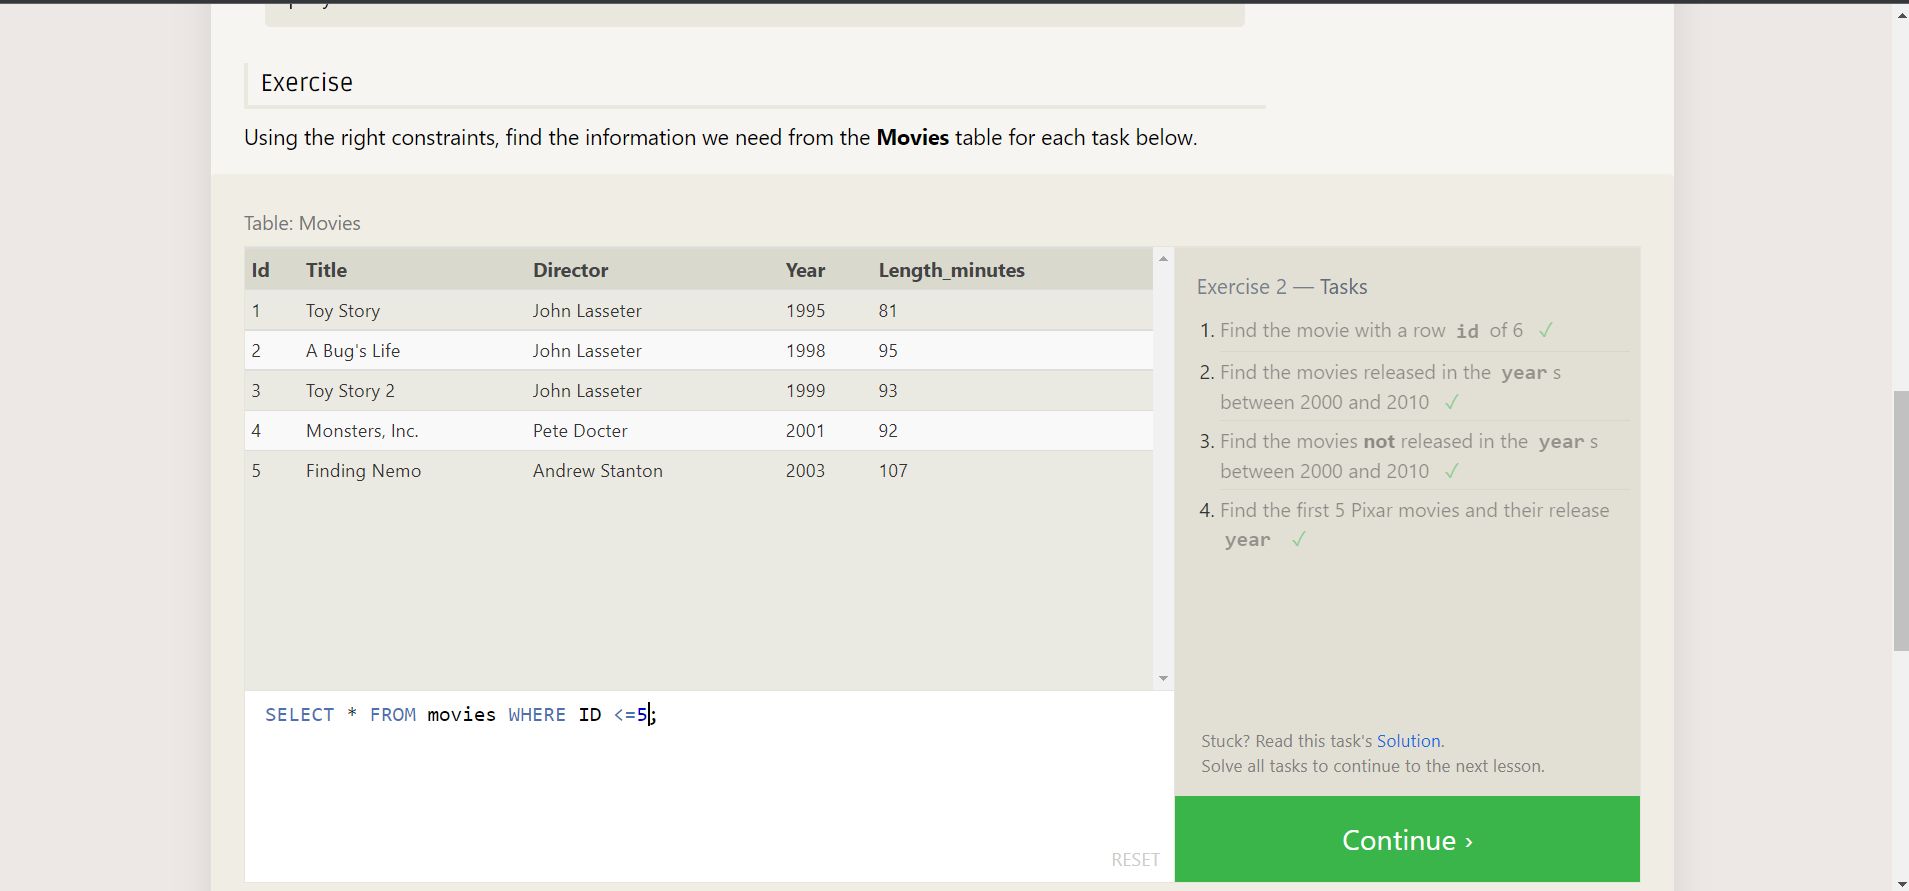 Exercise
Using the right constraints, find the information we need from the Movies table for each task below.
Table: Movies
Id Title Director Year Length_minutes
1 Toy Story John Lasseter 1995 81
2 A Bug's Life John Lasseter 1998 95
3 Toy Story 2 John Lasseter 1999 93
4 Monsters, Inc. Pete Docter 2001 92
5 Finding Nemo Andrew Stanton 2003 107
SELECT * FROM movies WHERE ID <=5;
RESET
Exercise 2 — Tasks
1. Find the movie with a row id of 6 ✓
2. Find the movies released in the year s
between 2000 and 2010 ✓
3. Find the movies not released in the year s
between 2000 and 2010 ✓
4. Find the first 5 Pixar movies and their release
year ✓
Stuck? Read this task's Solution.
Solve all tasks to continue to the next lesson.
Continue ›